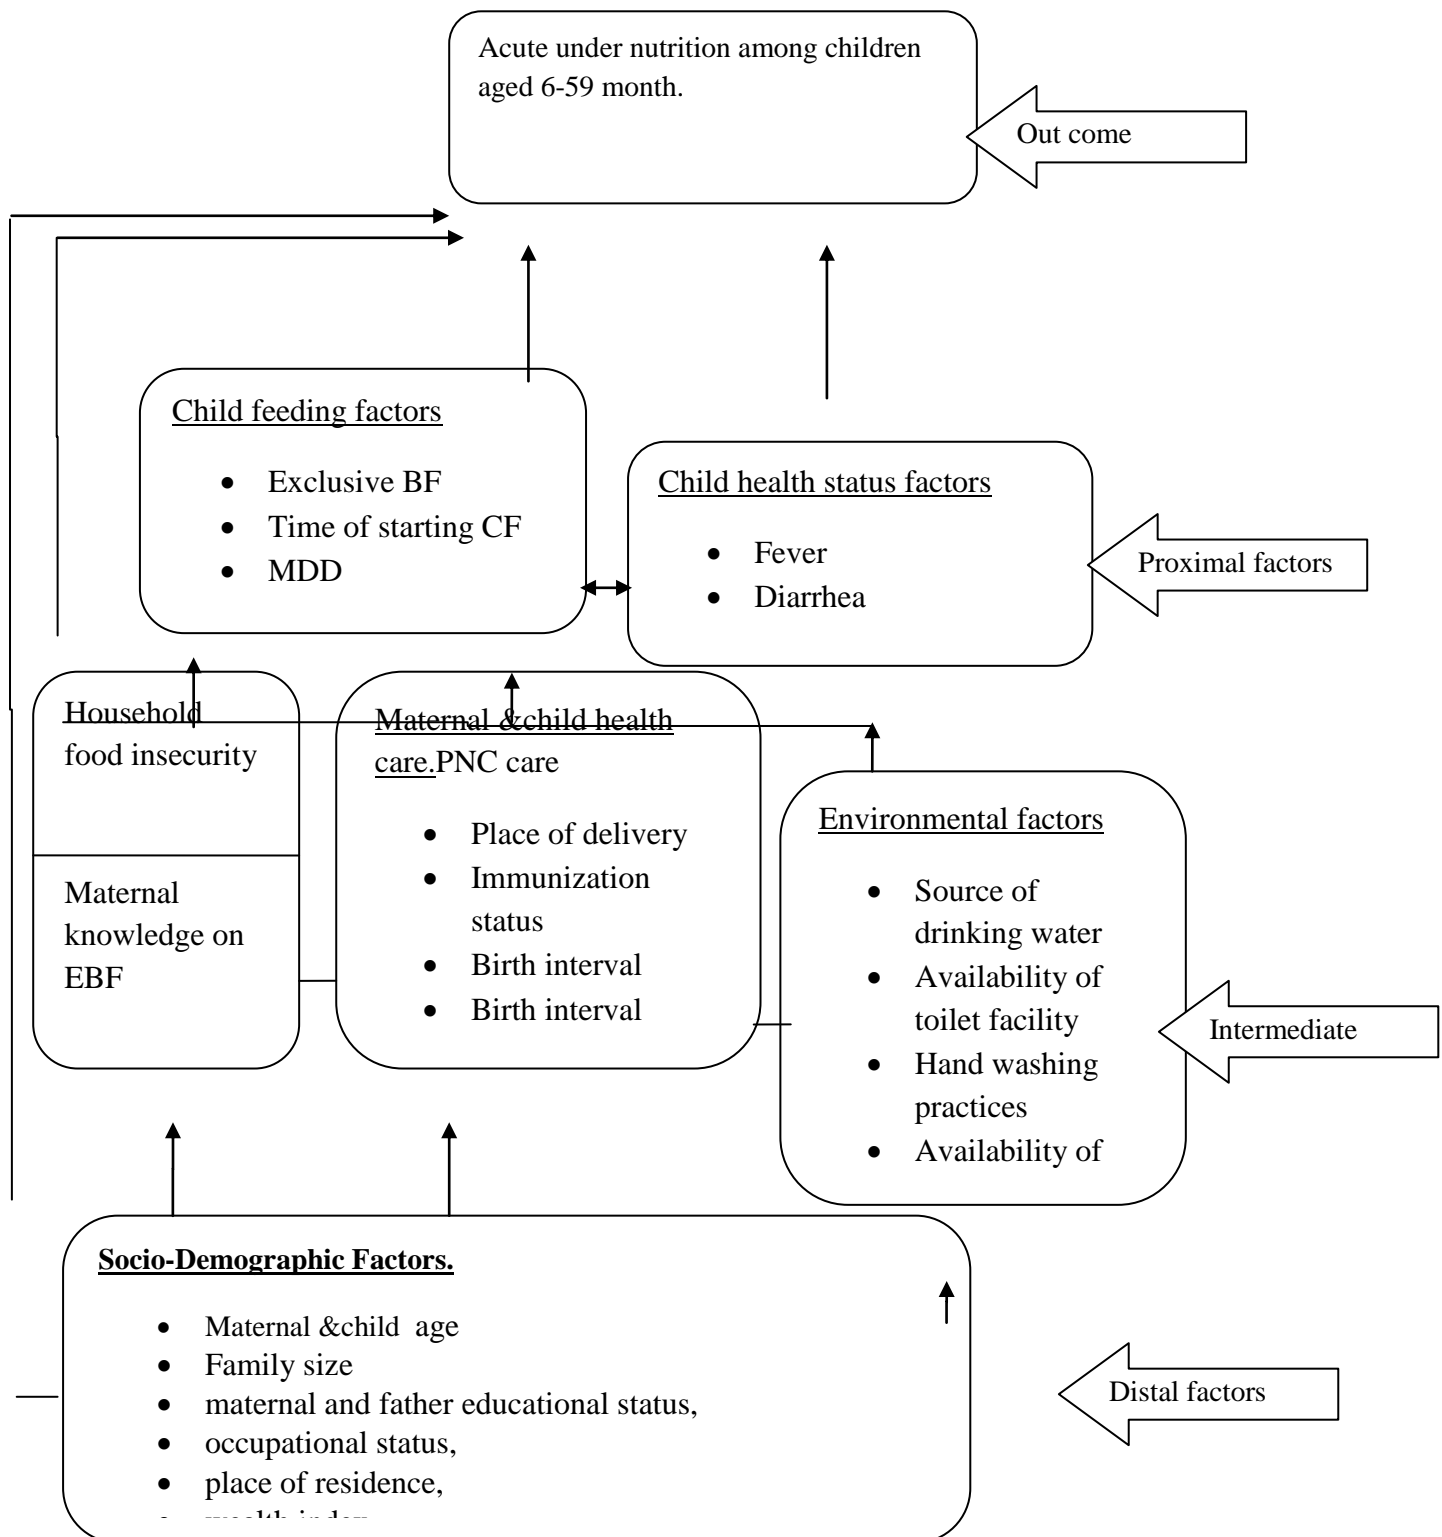 Acute under nutrition among children
aged 6-59 month.
Out come
Child feeding factors
• Exclusive BF
• Time of starting CF
• MDD
Child health status factors
• Fever
• Diarrhea
Proximal factors
Household
food insecurity
Maternal
knowledge on
EBF
Maternal &child health
care.PNC care
• Place of delivery
• Immunization
status
• Birth interval
• Birth interval
Environmental factors
• Source of
drinking water
• Availability of
toilet facility
• Hand washing
practices
• Availability of
Intermediate
Socio-Demographic Factors.
• Maternal &child age
• Family size
• maternal and father educational status,
• occupational status,
• place of residence,
• wealth index
Distal factors